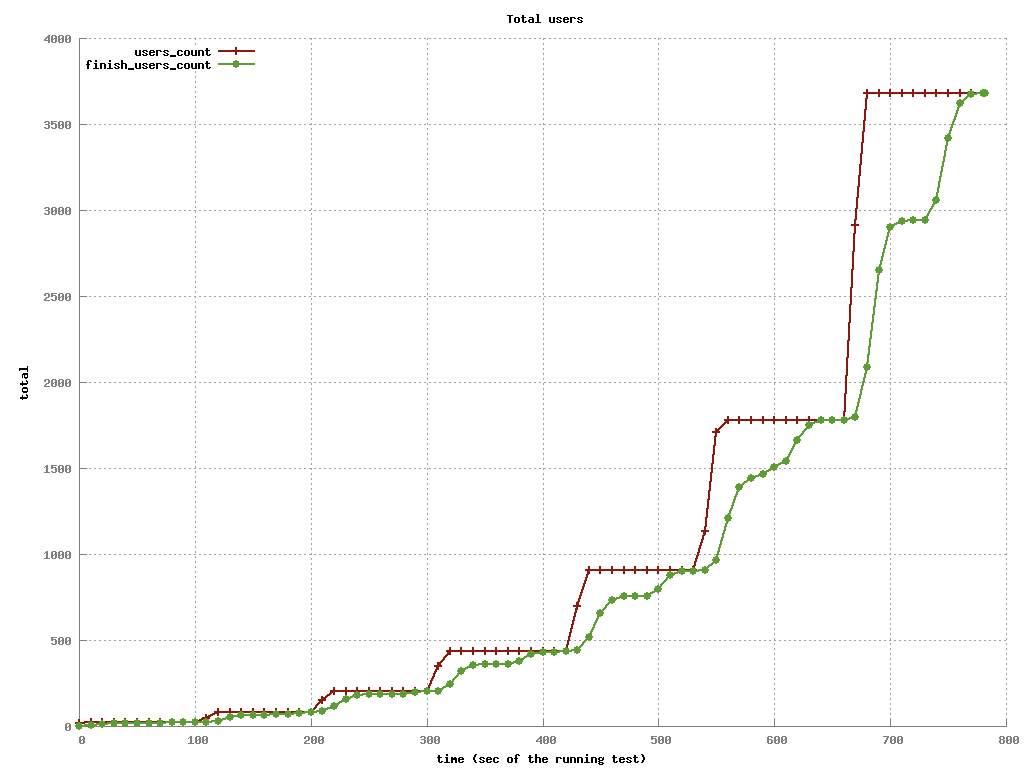 Total users
users_count
finish_users_count
4000
3500
3000
2500
2000
1500
1000
500
0
total
0 100 200 300 400 500 600 700 800
time (sec of the running test)